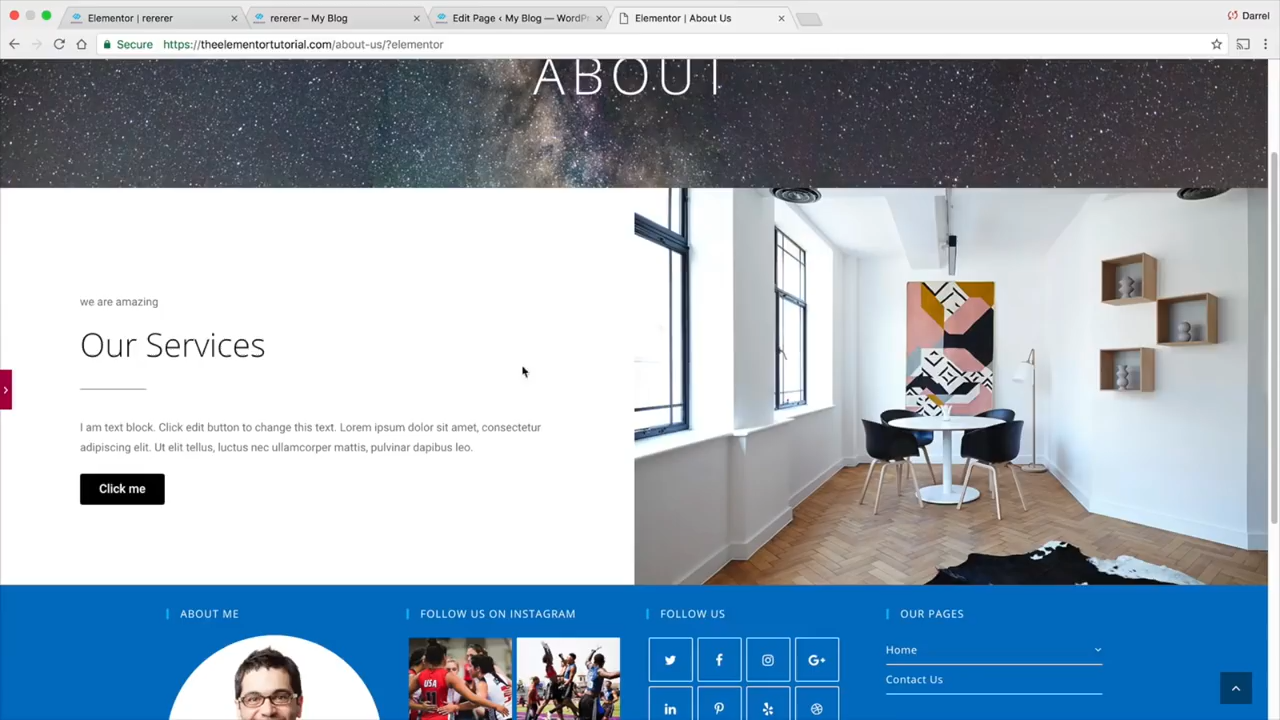 Elementor | rererer
rererer – My Blog
Edit Page ‹ My Blog — WordPr
Elementor | About Us
Darrel
Secure
https://theelementortutorial.com/about-us/?elementor
ABOUT
we are amazing
Our Services
I am text block. Click edit button to change this text. Lorem ipsum dolor sit amet, consectetur
adipiscing elit. Ut elit tellus, luctus nec ullamcorper mattis, pulvinar dapibus leo.
Click me
ABOUT ME
FOLLOW US ON INSTAGRAM
FOLLOW US
OUR PAGES
Home
Contact Us
USA